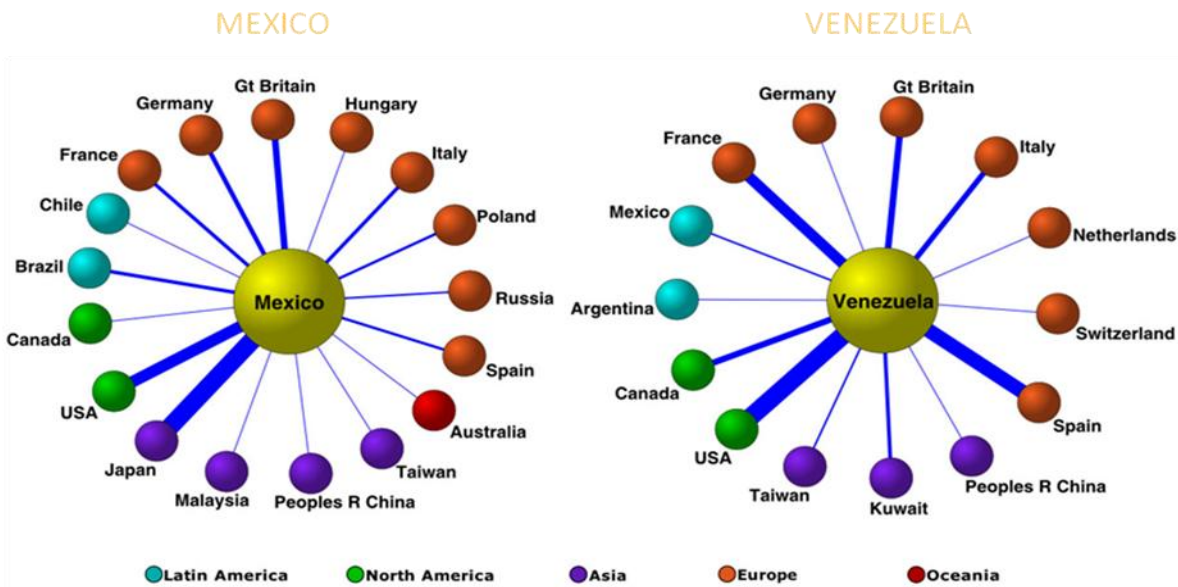 MEXICO
VENEZUELA
Gt Britain
Germany
Hungary
France
Italy
Chile
Poland
Brazil
Mexico
Russia
Canada
Spain
USA
Australia
Japan
Taiwan
Malaysia
Peoples R China
Gt Britain
Germany
France
Italy
Mexico
Netherlands
Argentina
Venezuela
Switzerland
Canada
Spain
USA
Taiwan
Kuwait
Peoples R China
Latin America
North America
Asia
Europe
Oceania